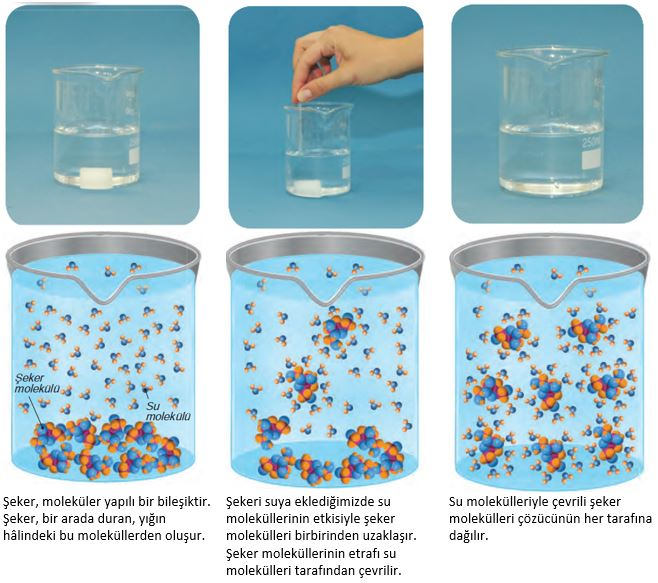 250ml
Şeker
molekülü
Su
molekülü
Şeker, moleküler yapılı bir bileşiktir.
Şeker, bir arada duran, yığın
hâlindeki bu moleküllerden oluşur.
Şekeri suya eklediğimizde su
moleküllerinin etkisiyle şeker
molekülleri birbirinden uzaklaşır.
Şeker moleküllerinin etrafı su
molekülleri tarafından çevrilir.
Su molekülleriyle çevrili şeker
molekülleri çözücünün her tarafına
dağılır.